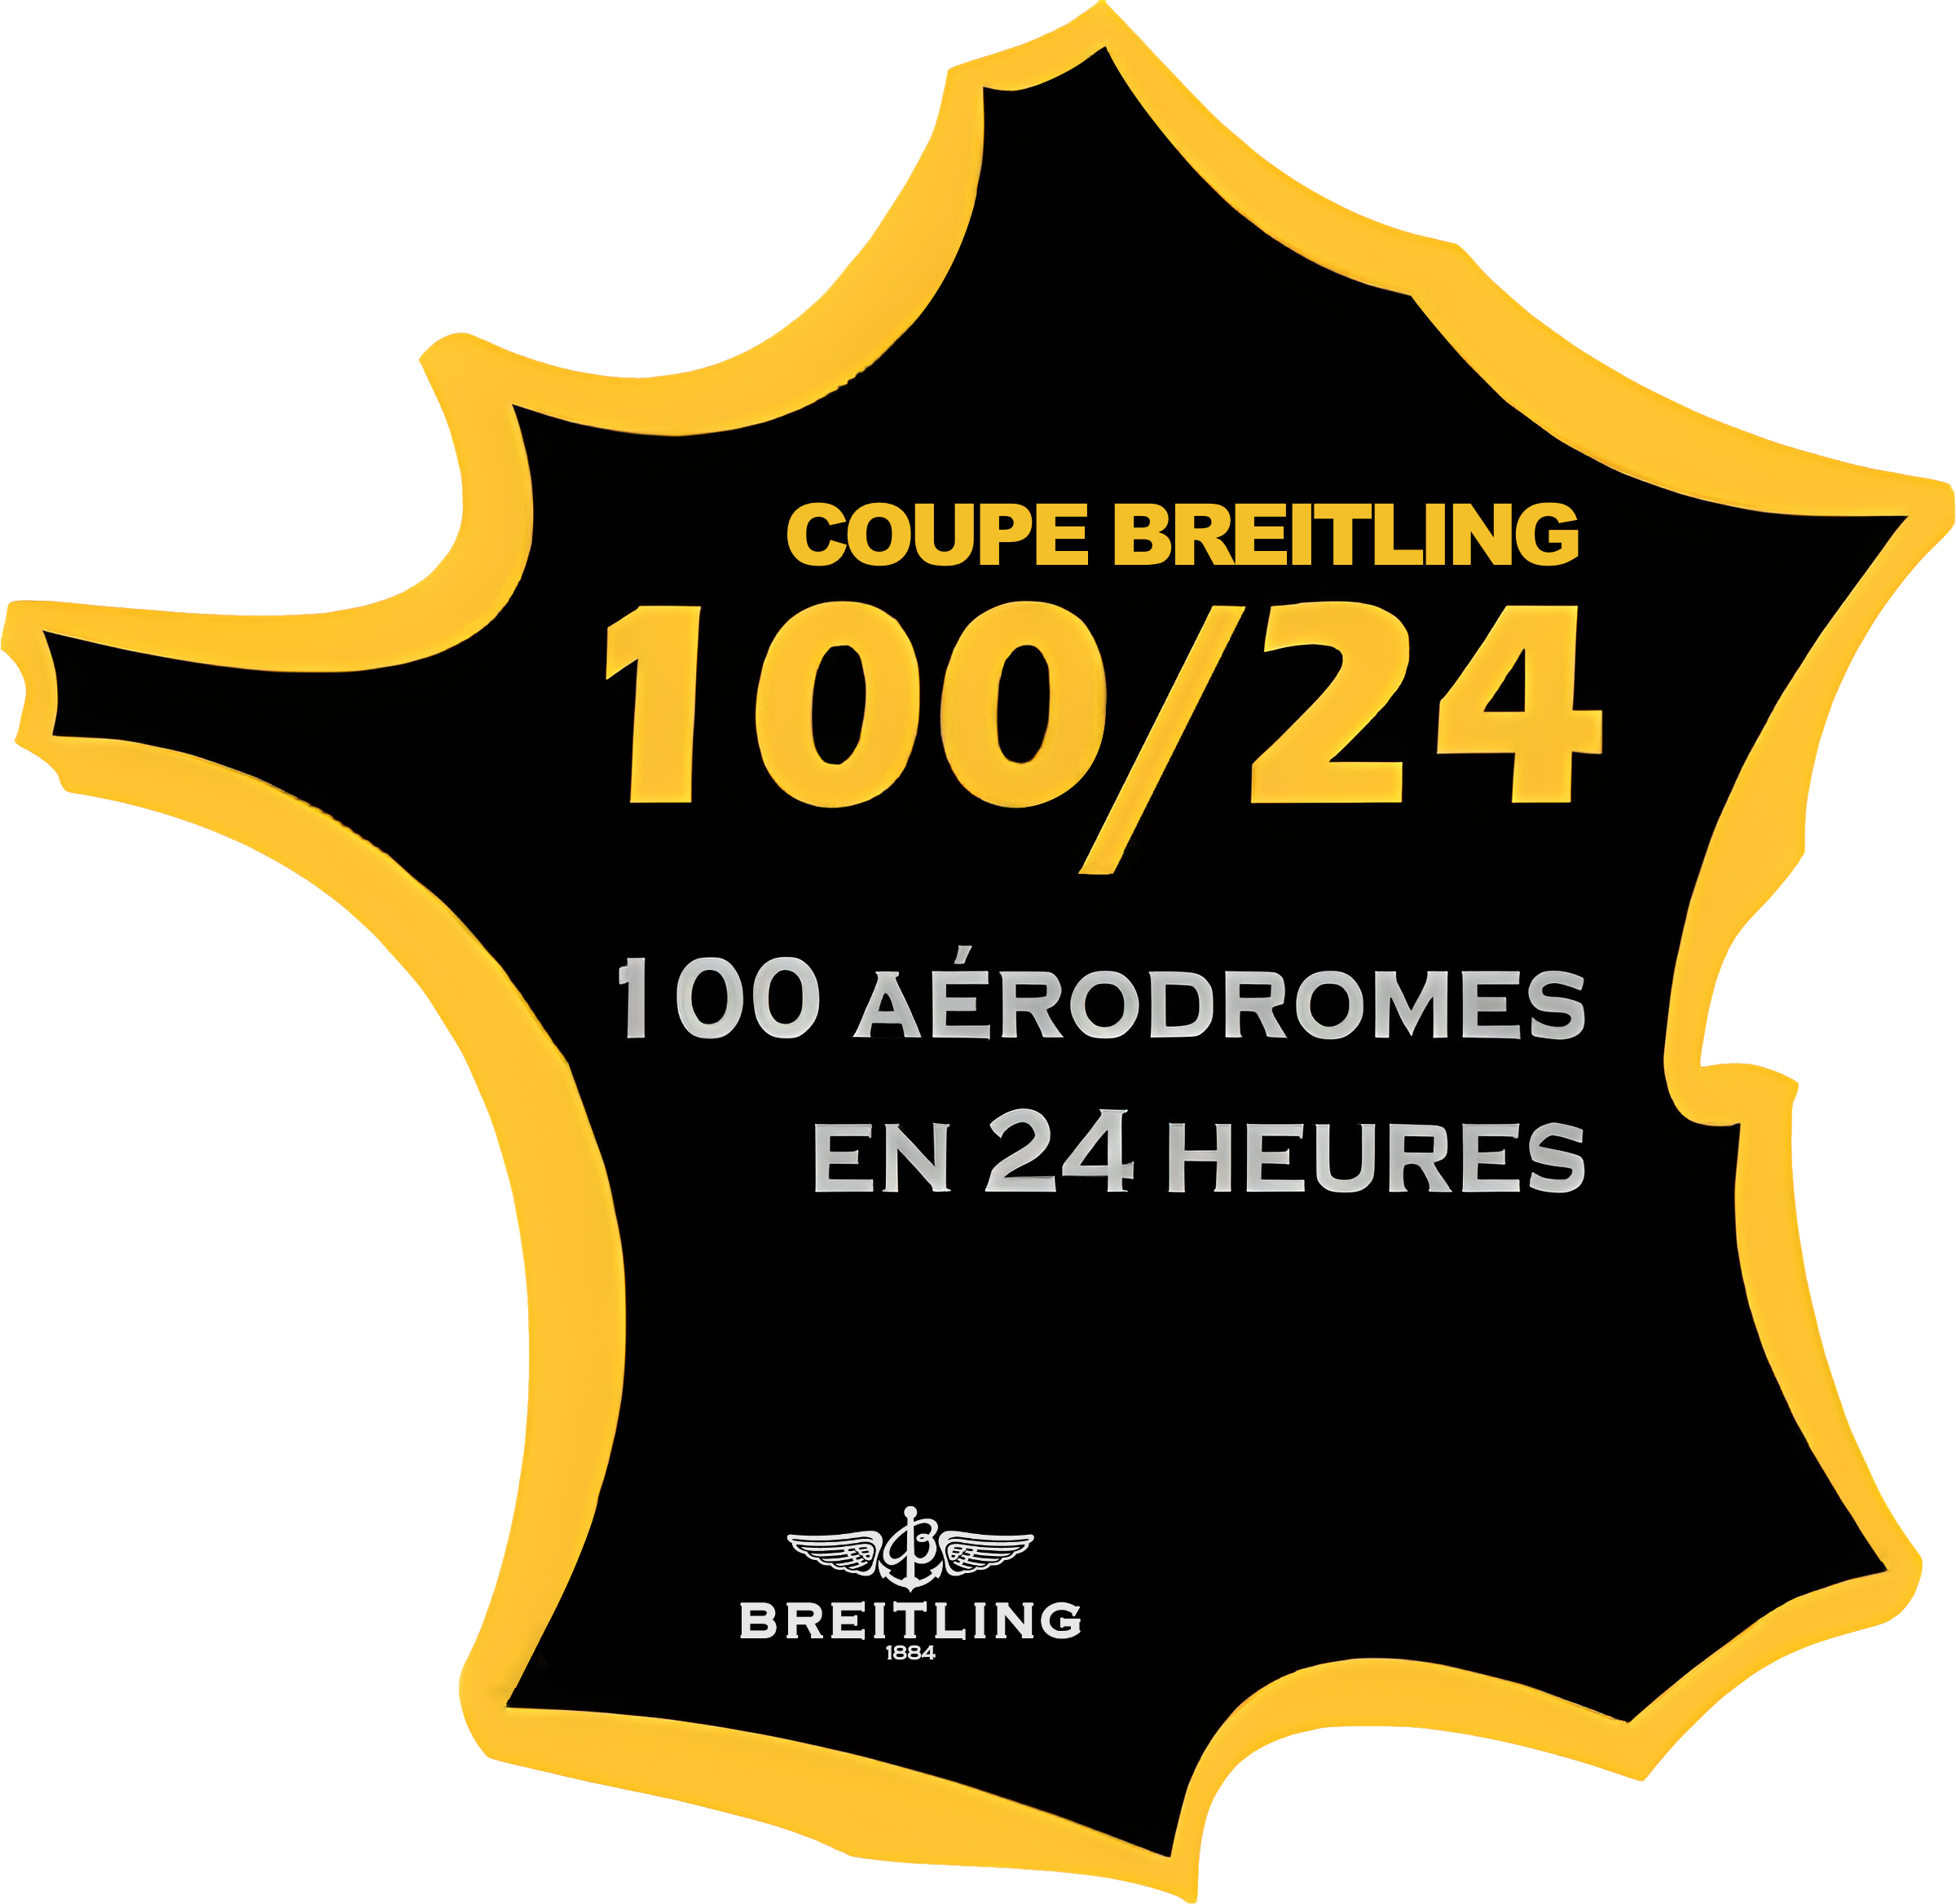 COUPE BREITLING
100/24
100 AÉRODROMES
EN 24 HEURES
BREITLING
1884